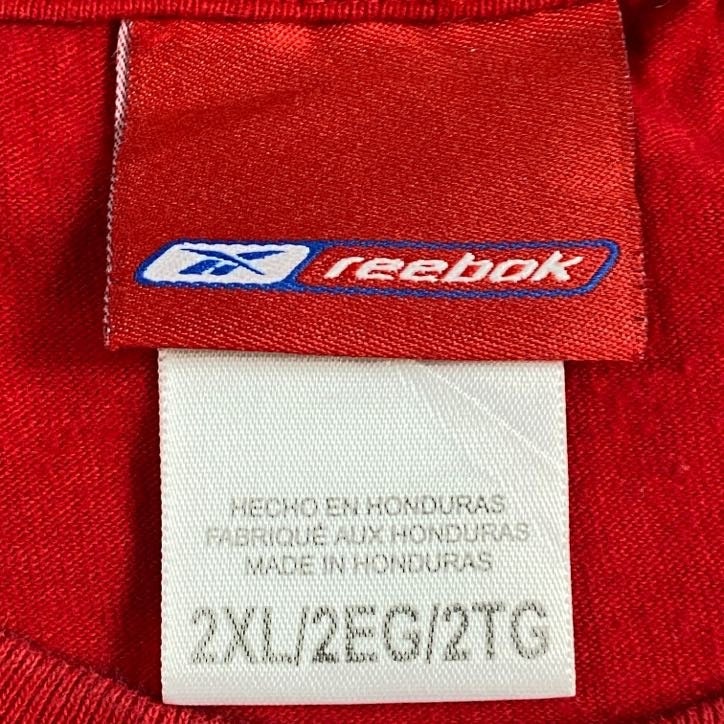 reebok
HECHO EN HONDURAS
FABRIQUÉ AUX HONDURAS
MADE IN HONDURAS
2XL/2EG/2TG